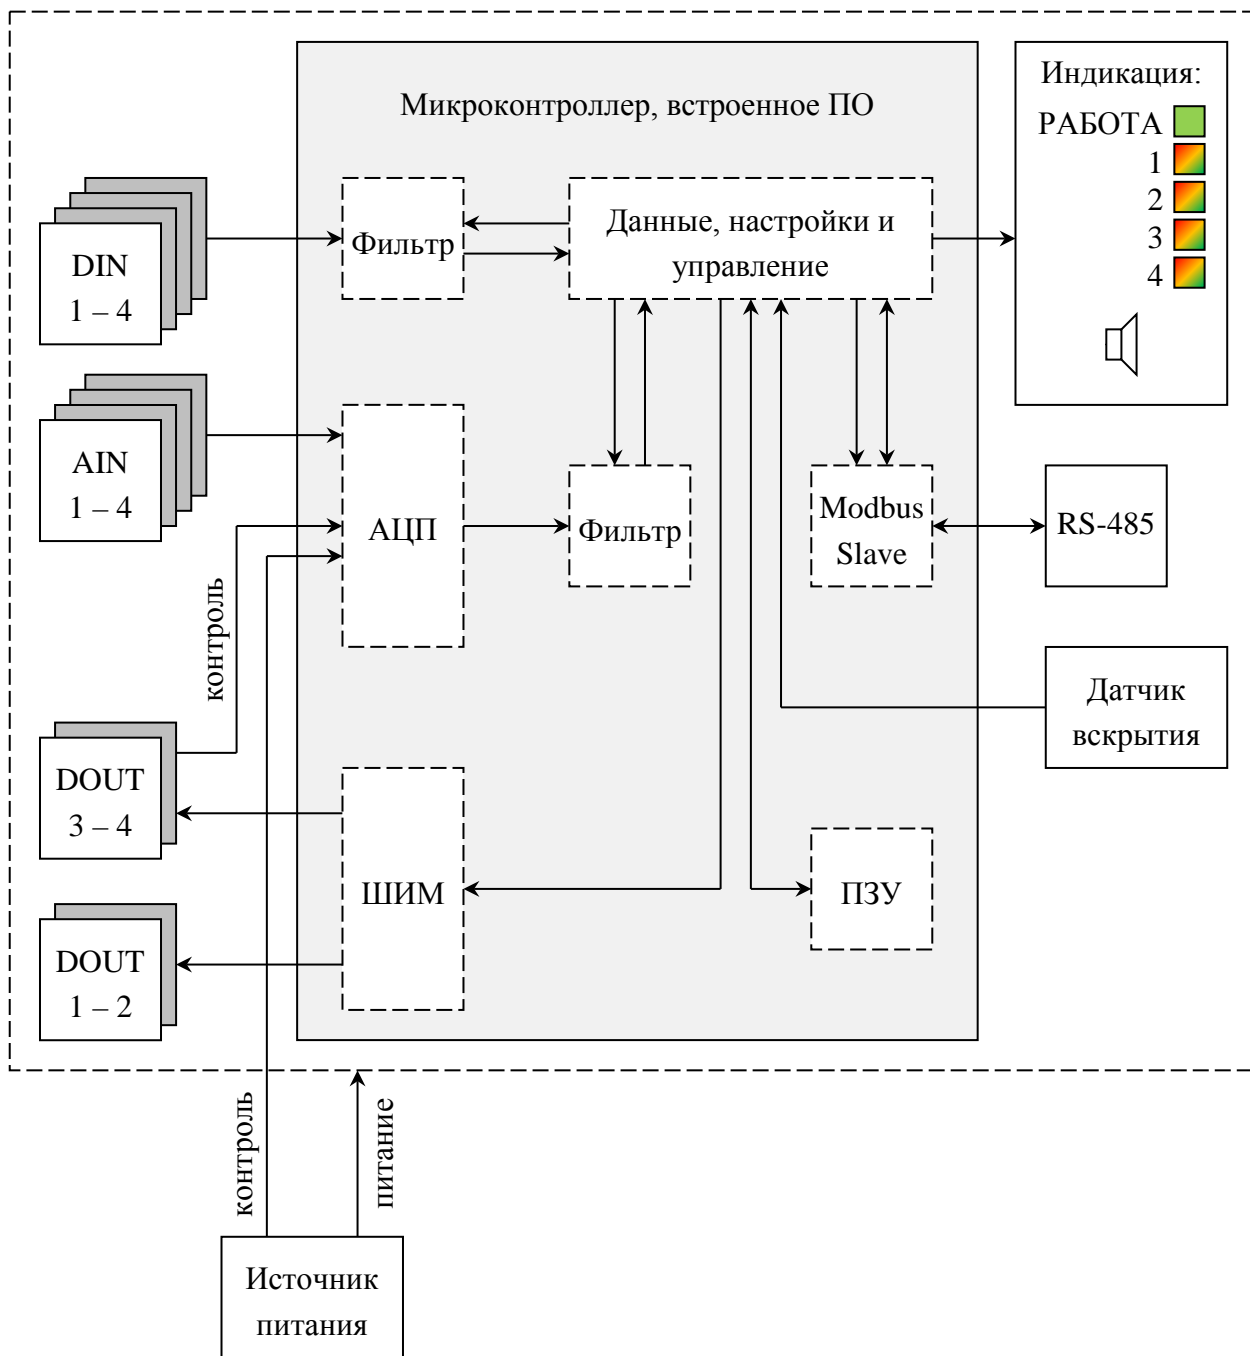 Микроконтроллер, встроенное ПО
Индикация:
РАБОТА
1
2
3
4
DIN
1 – 4
Фильтр
Данные, настройки и
управление
AIN
1 – 4
АЦП
Фильтр
Modbus
Slave
RS-485
контроль
Датчик
вскрытия
DOUT
3 – 4
ШИМ
ПЗУ
DOUT
1 – 2
контроль
питание
Источник
питания